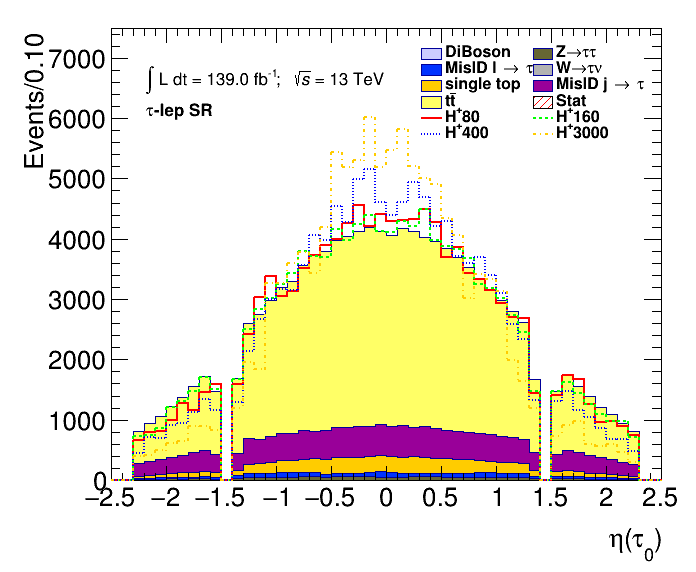 Events/0.10
7000
6000
5000
4000
3000
2000
1000
0
∫ L dt = 139.0 fb⁻¹; √s = 13 TeV
τ-lep SR
DiBoson Z→ττ
MisID l → τ W→τν
single top MisID j → τ
tt̄ Stat
H⁺80 H⁺160
H⁺400 H⁺3000
−2.5 −2 −1.5 −1 −0.5 0 0.5 1 1.5 2 2.5
η(τ₀)